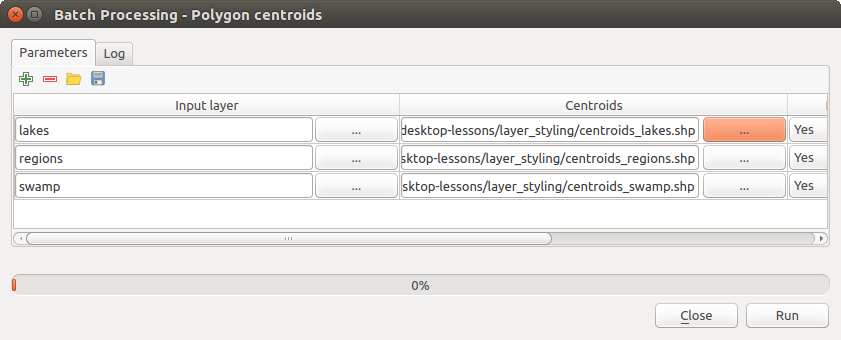 Batch Processing - Polygon centroids
Parameters Log
Input layer Centroids
lakes ... desktop-lessons/layer_styling/centroids_lakes.shp ... Yes
regions ... sktop-lessons/layer_styling/centroids_regions.shp ... Yes
swamp ... sktop-lessons/layer_styling/centroids_swamp.shp ... Yes
0%
Close Run